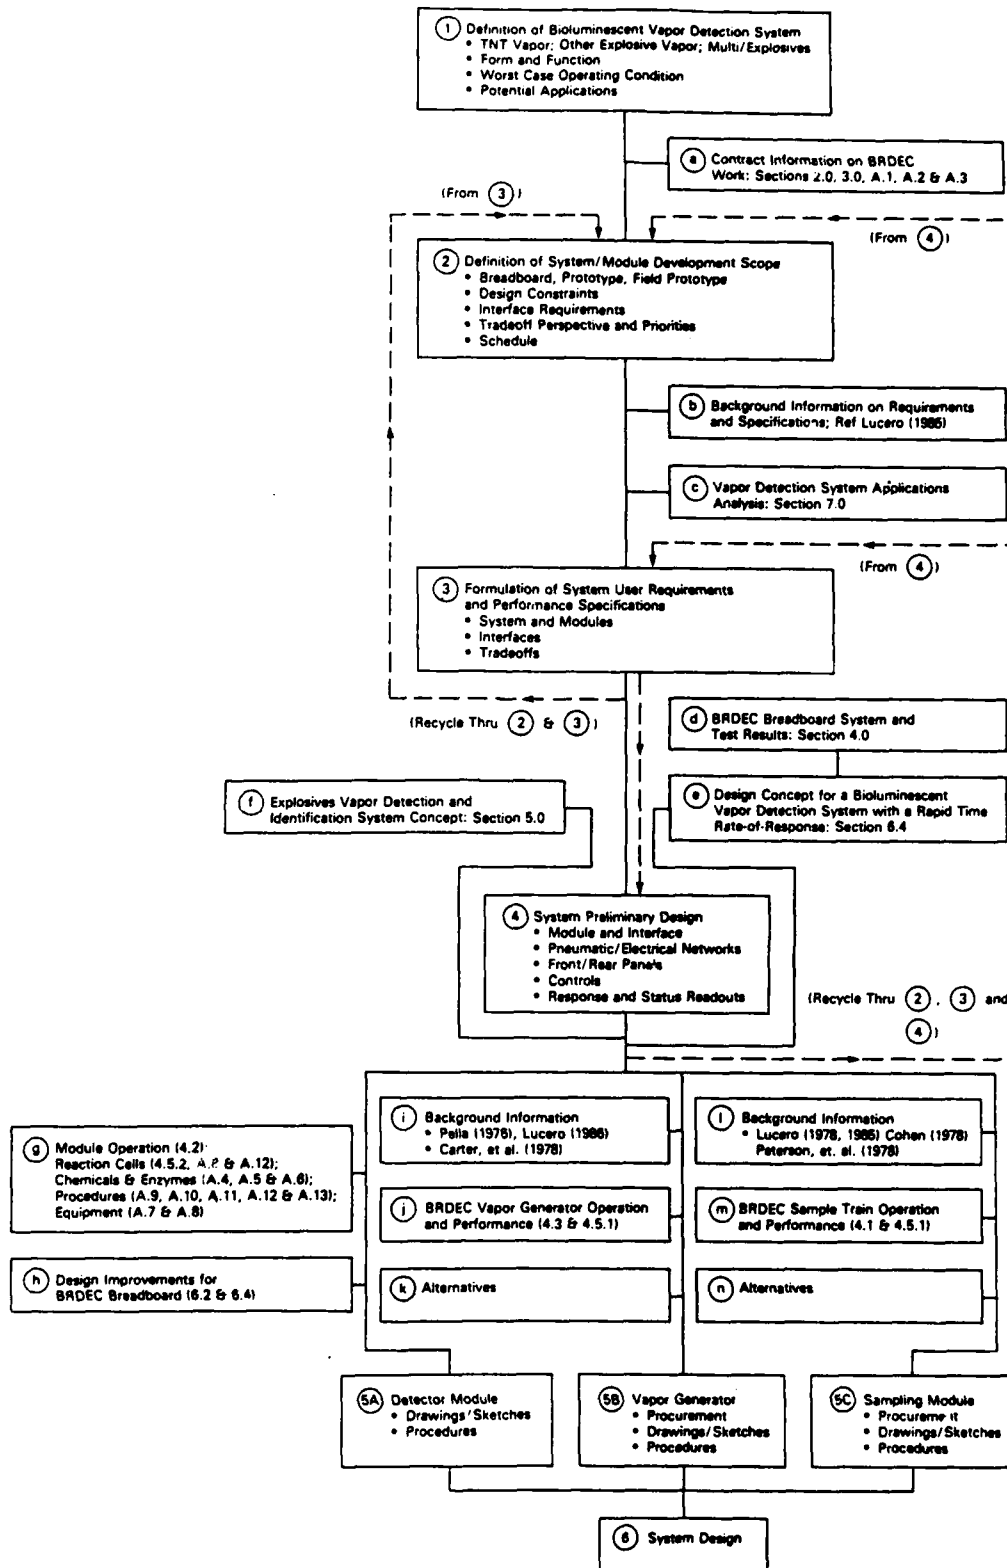 1 Definition of Bioluminescent Vapor Detection System
• TNT Vapor; Other Explosive Vapor; Multi/Explosives
• Form and Function
• Worst Case Operating Condition
• Potential Applications
a Contract Information on BRDEC
Work: Sections 2.0, 3.0, A.1, A.2 & A.3
(From 3)
(From 4)
2 Definition of System/Module Development Scope
• Breadboard, Prototype, Field Prototype
• Design Constraints
• Interface Requirements
• Tradeoff Perspective and Priorities
• Schedule
b Background Information on Requirements
and Specifications; Ref Lucero (1985)
c Vapor Detection System Applications
Analysis: Section 7.0
(From 4)
3 Formulation of System User Requirements
and Performance Specifications
• System and Modules
• Interfaces
• Tradeoffs
(Recycle Thru 2 & 3)
d BRDEC Breadboard System and
Test Results: Section 4.0
f Explosives Vapor Detection and
Identification System Concept: Section 5.0
e Design Concept for a Bioluminescent
Vapor Detection System with a Rapid Time
Rate-of-Response: Section 6.4
4 System Preliminary Design
• Module and Interface
• Pneumatic/Electrical Networks
• Front/Rear Panels
• Controls
• Response and Status Readouts
(Recycle Thru 2, 3 and
4)
g Module Operation (4.2);
Reaction Cells (4.5.2, & A.12);
Chemicals & Enzymes (A.4, A.5 & A.6);
Procedures (A.9, A.10, A.11, A.12 & A.13);
Equipment (A.7 & A.8)
h Design Improvements for
BRDEC Breadboard (6.2 & 6.4)
i Background Information
• Pella (1976), Lucero (1986)
• Carter, et al. (1978)
j BRDEC Vapor Generator Operation
and Performance (4.3 & 4.5.1)
k Alternatives
l Background Information
• Lucero (1978, 1985) Cohen (1978)
Peterson, et. al (1978)
m BRDEC Sample Train Operation
and Performance (4.1 & 4.5.1)
n Alternatives
5A Detector Module
• Drawings/Sketches
• Procedures
5B Vapor Generator
• Procurement
• Drawings/Sketches
• Procedures
5C Sampling Module
• Procurement
• Drawings/Sketches
• Procedures
6 System Design